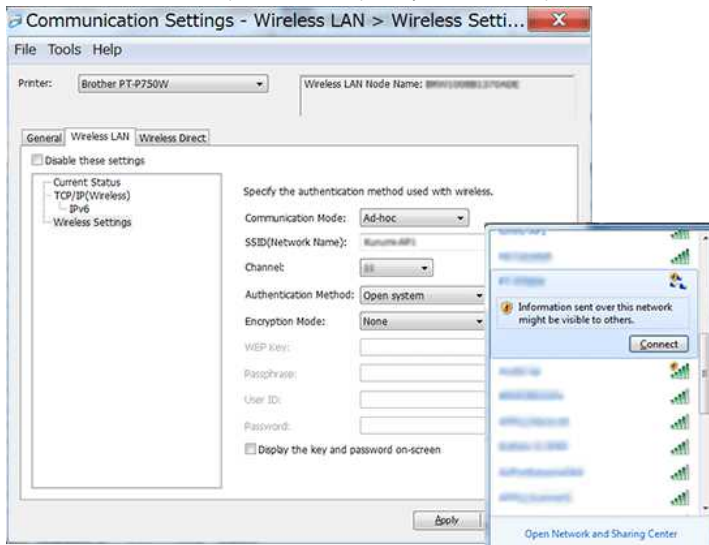 Communication Settings - Wireless LAN > Wireless Setti...
File Tools Help
Printer: Brother PT-P750W
Wireless LAN Node Name:
General Wireless LAN Wireless Direct
Disable these settings
Current Status
TCP/IP(Wireless)
IPv6
Wireless Settings
Specify the authentication method used with wireless.
Communication Mode: Ad-hoc
SSID(Network Name):
Channel:
Authentication Method: Open system
Encryption Mode: None
WEP Key:
Passphrase:
User ID:
Password:
Display the key and password on-screen
Apply
Information sent over this network
might be visible to others.
Connect
Open Network and Sharing Center